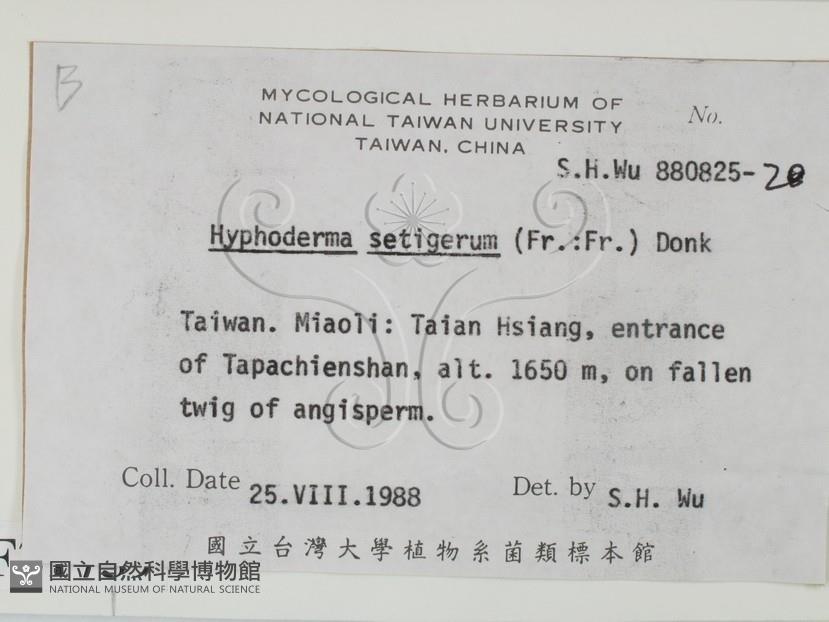 B
MYCOLOGICAL HERBARIUM OF
NATIONAL TAIWAN UNIVERSITY
TAIWAN, CHINA
No.
S.H.Wu 880825-20
Hyphoderma setigerum (Fr.:Fr.) Donk
Taiwan. Miaoli: Taian Hsiang, entrance
of Tapachienshan, alt. 1650 m, on fallen
twig of angisperm.
Coll. Date 25.VIII.1988
Det. by S.H. Wu
國立台灣大學植物系菌類標本館
國立自然科學博物館
NATIONAL MUSEUM OF NATURAL SCIENCE